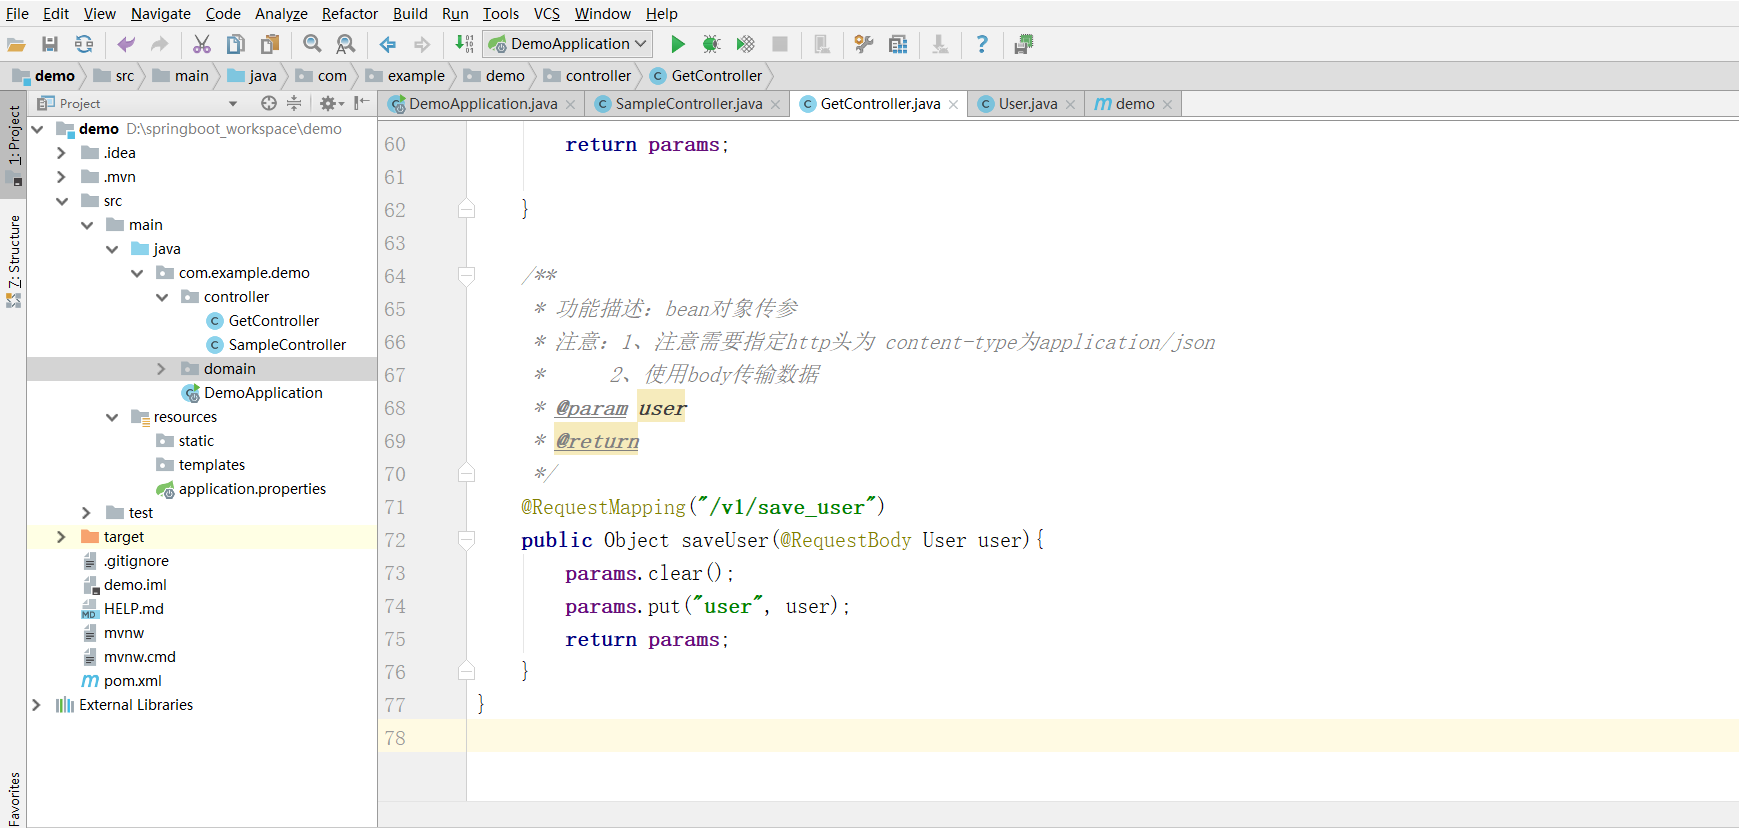 File Edit View Navigate Code Analyze Refactor Build Run Tools VCS Window Help
DemoApplication
demo src main java com example demo controller GetController
Project
DemoApplication.java SampleController.java GetController.java User.java demo
1: Project
7: Structure
Favorites
demo D:\springboot_workspace\demo
.idea
.mvn
src
main
java
com.example.demo
controller
GetController
SampleController
domain
DemoApplication
resources
static
templates
application.properties
test
target
.gitignore
demo.iml
HELP.md
mvnw
mvnw.cmd
pom.xml
External Libraries
60 return params;
61
62 }
63
64 /**
65 * 功能描述：bean对象传参
66 * 注意：1、注意需要指定http头为 content-type为application/json
67 * 2、使用body传输数据
68 * @param user
69 * @return
70 */
71 @RequestMapping("/v1/save_user")
72 public Object saveUser(@RequestBody User user){
73 params.clear();
74 params.put("user", user);
75 return params;
76 }
77 }
78